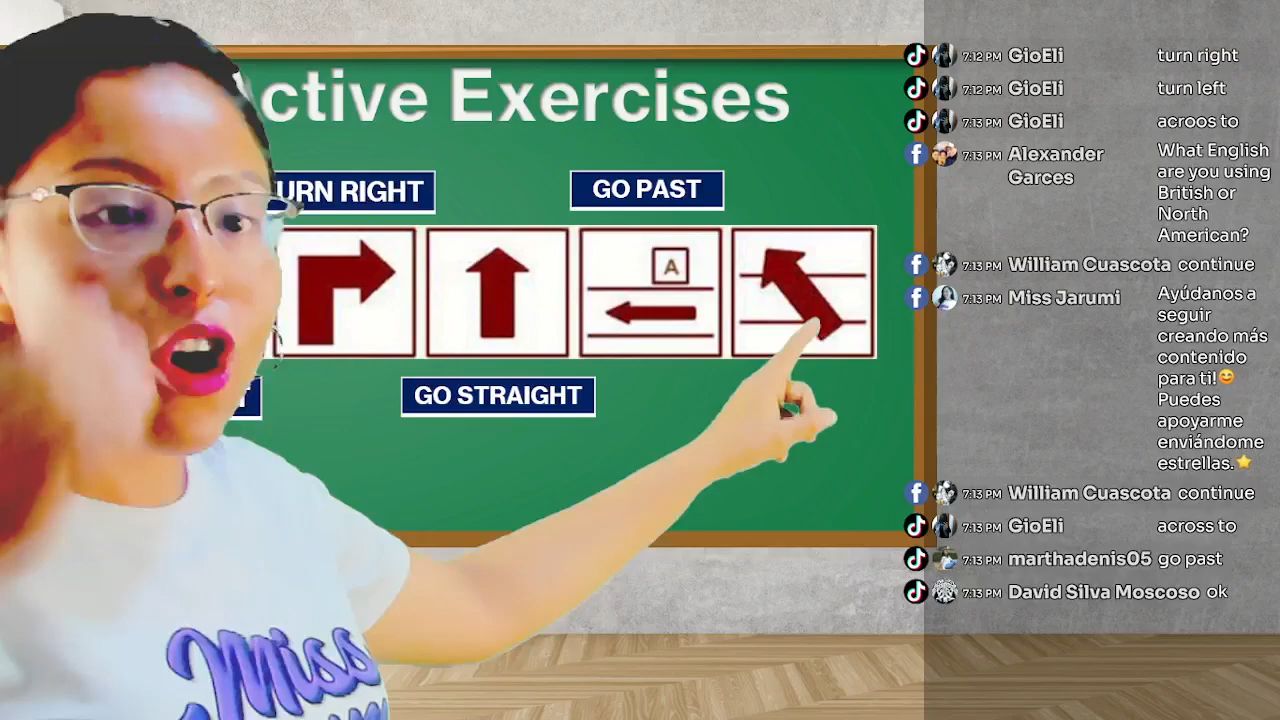 ctive Exercises
URN RIGHT
GO PAST
A
T
GO STRAIGHT
Miss
7:12 PM GioEli turn right
7:12 PM GioEli turn left
7:13 PM GioEli acroos to
7:13 PM Alexander Garces What English
are you using
British or
North
American?
7:13 PM William Cuascota continue
7:13 PM Miss Jarumi Ayúdanos a
seguir
creando más
contenido
para ti!😊
Puedes
apoyarme
enviándome
estrellas.⭐
7:13 PM William Cuascota continue
7:13 PM GioEli across to
7:13 PM marthadenis05 go past
7:13 PM David Silva Moscoso ok